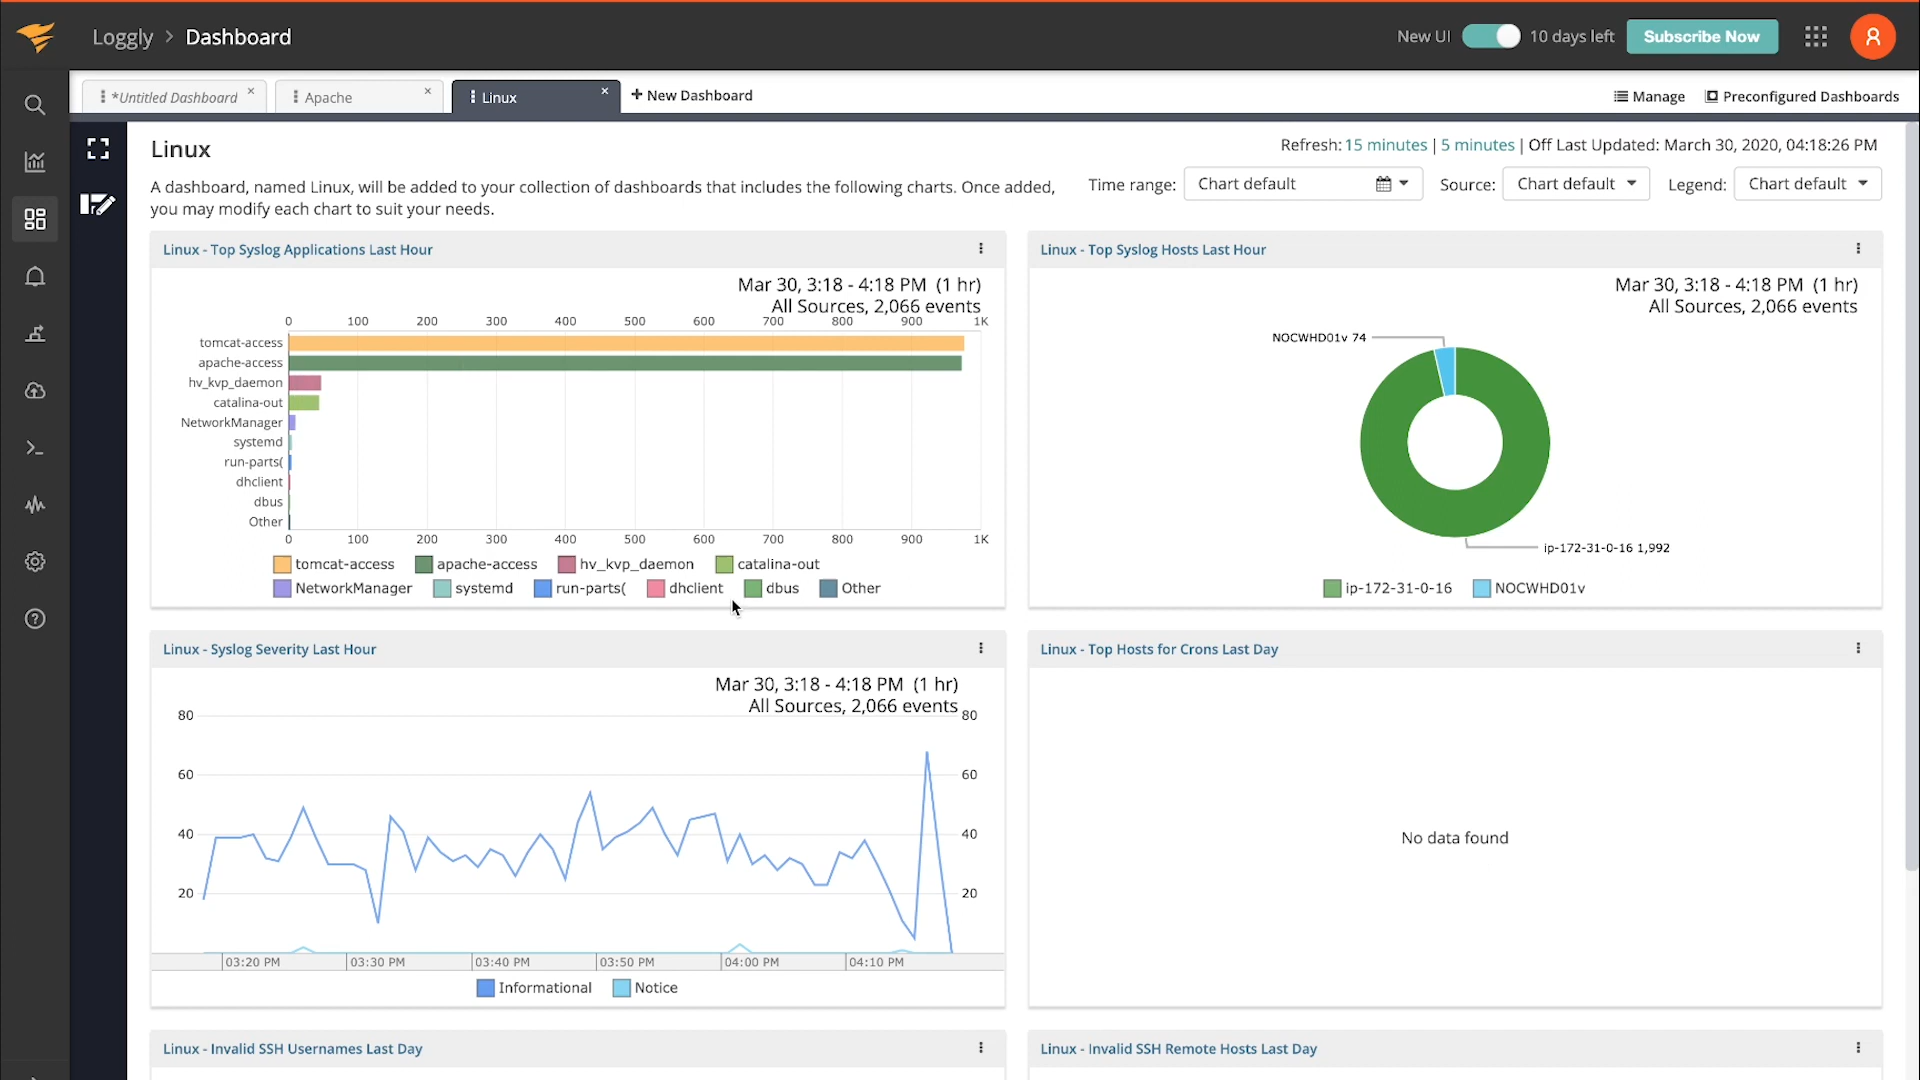 Loggly > Dashboard
New UI
10 days left
Subscribe Now
*Untitled Dashboard ×
Apache ×
Linux ×
+ New Dashboard
Manage
Preconfigured Dashboards
Linux
Refresh: 15 minutes | 5 minutes | Off Last Updated: March 30, 2020, 04:18:26 PM
A dashboard, named Linux, will be added to your collection of dashboards that includes the following charts. Once added,
you may modify each chart to suit your needs.
Time range: Chart default
Source: Chart default
Legend: Chart default
Linux - Top Syslog Applications Last Hour
Mar 30, 3:18 - 4:18 PM (1 hr)
All Sources, 2,066 events
0 100 200 300 400 500 600 700 800 900 1K
tomcat-access
apache-access
hv_kvp_daemon
catalina-out
NetworkManager
systemd
run-parts(
dhclient
dbus
Other
0 100 200 300 400 500 600 700 800 900 1K
tomcat-access apache-access hv_kvp_daemon catalina-out
NetworkManager systemd run-parts( dhclient dbus Other
Linux - Top Syslog Hosts Last Hour
Mar 30, 3:18 - 4:18 PM (1 hr)
All Sources, 2,066 events
NOCWHD01v 74
ip-172-31-0-16 1,992
ip-172-31-0-16 NOCWHD01v
Linux - Syslog Severity Last Hour
Mar 30, 3:18 - 4:18 PM (1 hr)
All Sources, 2,066 events
80 80
60 60
40 40
20 20
03:20 PM 03:30 PM 03:40 PM 03:50 PM 04:00 PM 04:10 PM
Informational Notice
Linux - Top Hosts for Crons Last Day
No data found
Linux - Invalid SSH Usernames Last Day
Linux - Invalid SSH Remote Hosts Last Day